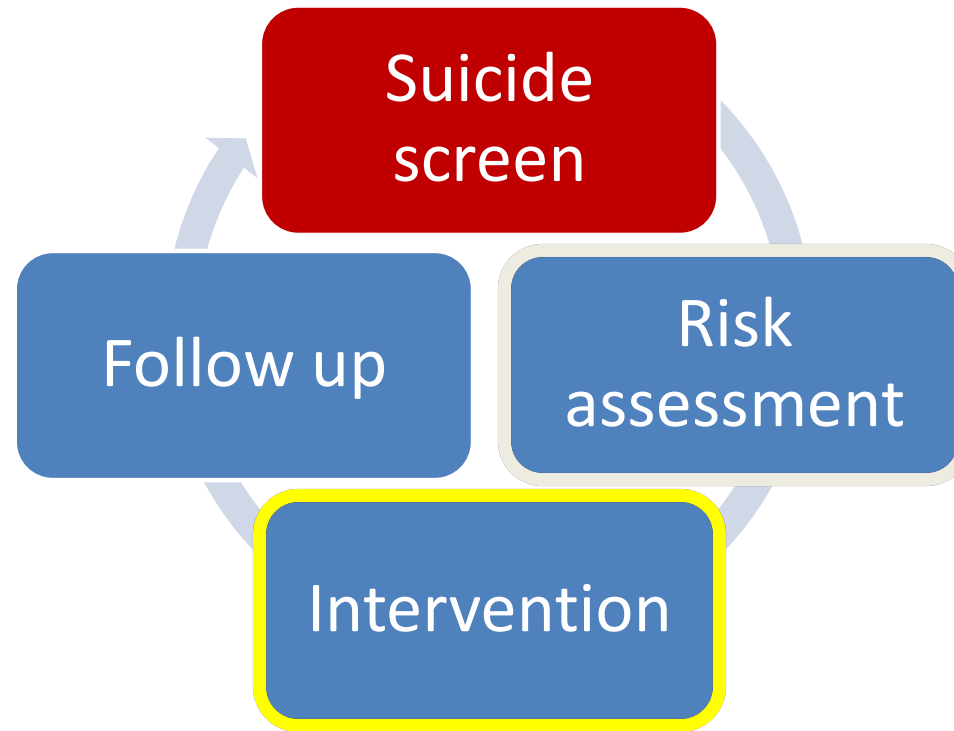 Suicide
screen
Risk
assessment
Intervention
Follow up